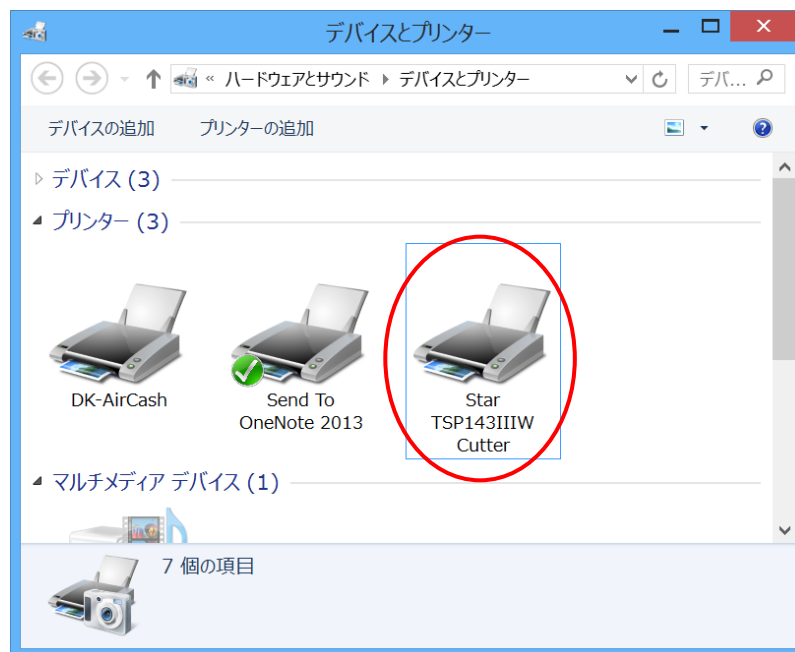 デバイスとプリンター
« ハードウェアとサウンド ▸ デバイスとプリンター デバ...
デバイスの追加 プリンターの追加
デバイス (3)
プリンター (3)
DK-AirCash
Send To
OneNote 2013
Star
TSP143IIIW
Cutter
マルチメディア デバイス (1)
7 個の項目